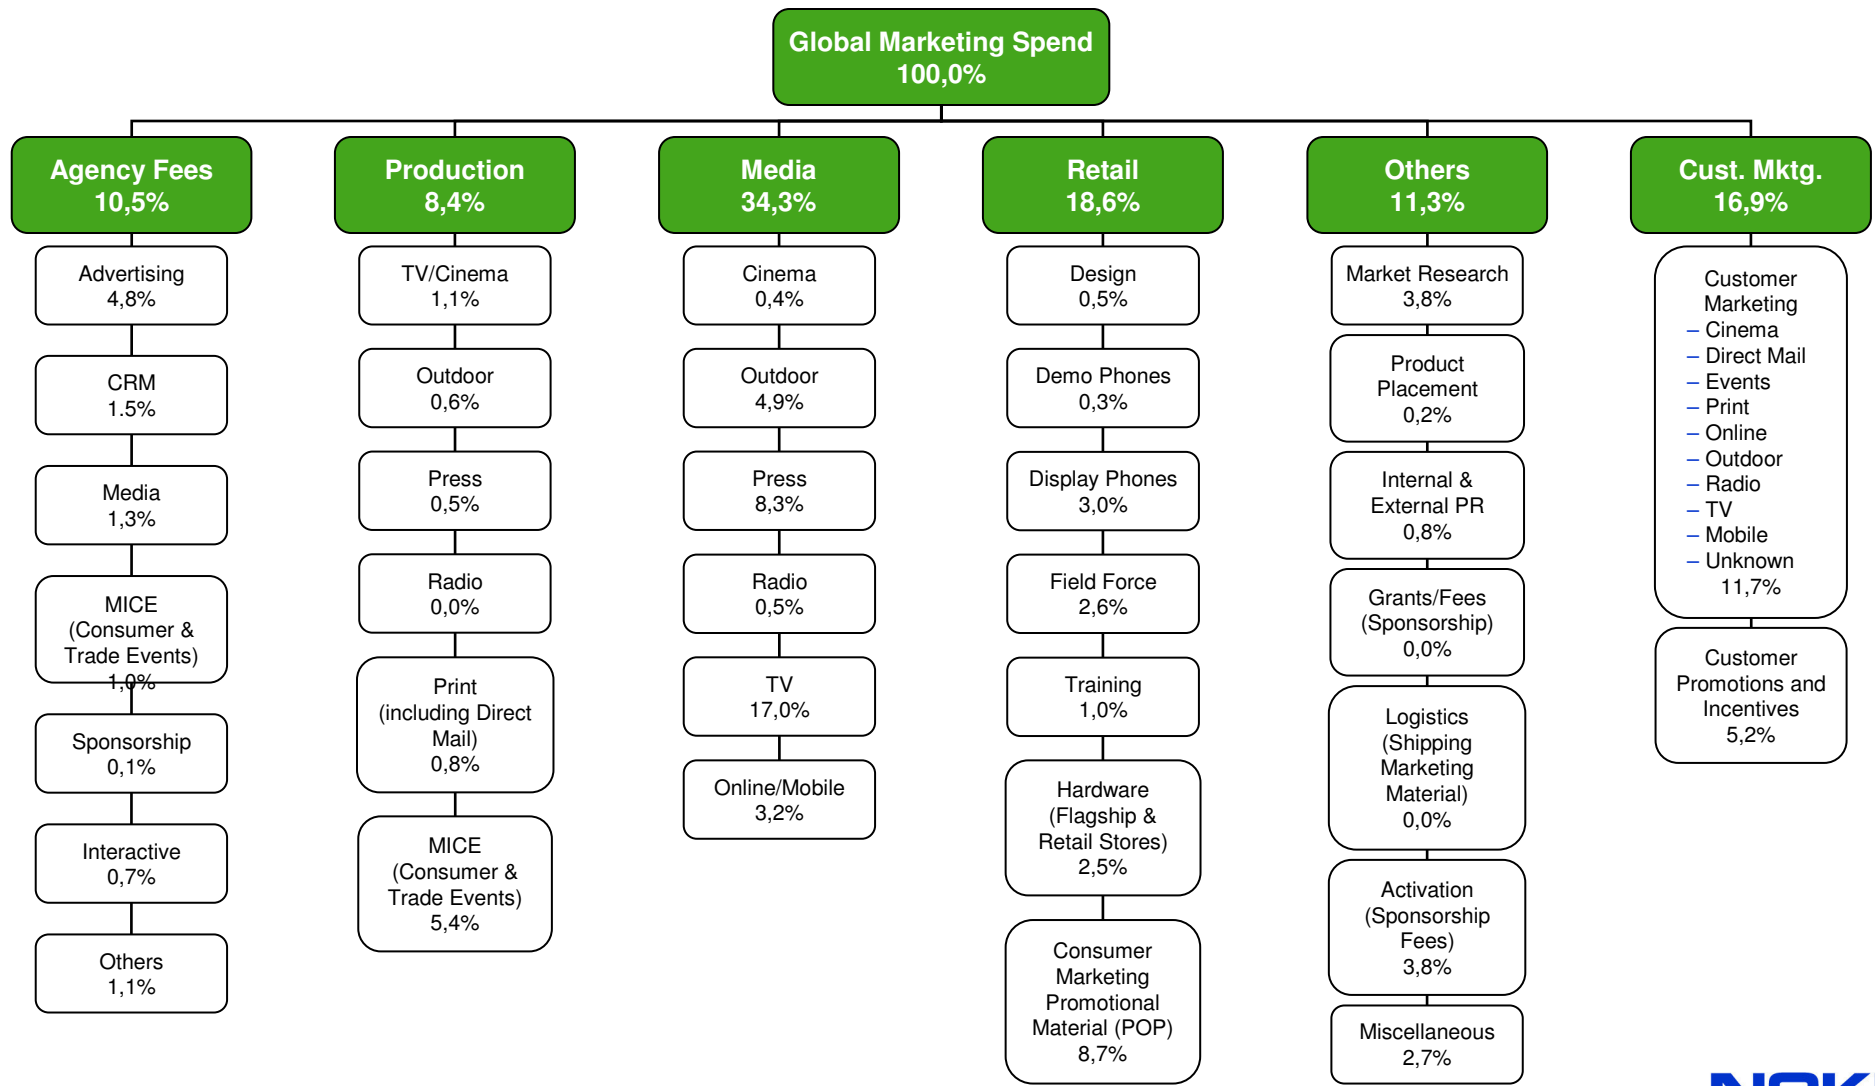 Global Marketing Spend
100,0%
Agency Fees
10,5%
Advertising
4,8%
CRM
1.5%
Media
1,3%
MICE
(Consumer &
Trade Events)
1,0%
Sponsorship
0,1%
Interactive
0,7%
Others
1,1%
Production
8,4%
TV/Cinema
1,1%
Outdoor
0,6%
Press
0,5%
Radio
0,0%
Print
(including Direct
Mail)
0,8%
MICE
(Consumer &
Trade Events)
5,4%
Media
34,3%
Cinema
0,4%
Outdoor
4,9%
Press
8,3%
Radio
0,5%
TV
17,0%
Online/Mobile
3,2%
Retail
18,6%
Design
0,5%
Demo Phones
0,3%
Display Phones
3,0%
Field Force
2,6%
Training
1,0%
Hardware
(Flagship &
Retail Stores)
2,5%
Consumer
Marketing
Promotional
Material (POP)
8,7%
Others
11,3%
Market Research
3,8%
Product
Placement
0,2%
Internal &
External PR
0,8%
Grants/Fees
(Sponsorship)
0,0%
Logistics
(Shipping
Marketing
Material)
0,0%
Activation
(Sponsorship
Fees)
3,8%
Miscellaneous
2,7%
Cust. Mktg.
16,9%
Customer
Marketing
– Cinema
– Direct Mail
– Events
– Print
– Online
– Outdoor
– Radio
– TV
– Mobile
– Unknown
11,7%
Customer
Promotions and
Incentives
5,2%